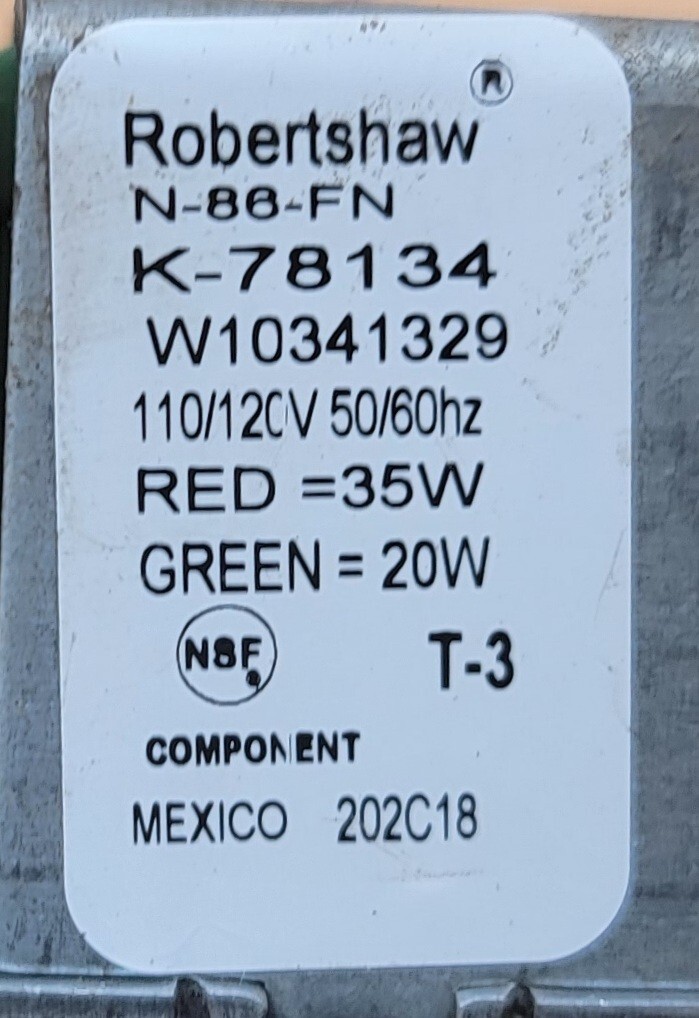 ®
Robertshaw
N-86-FN
K-78134
W10341329
110/120V 50/60hz
RED =35W
GREEN = 20W
NSF® T-3
COMPONENT
MEXICO 202C18